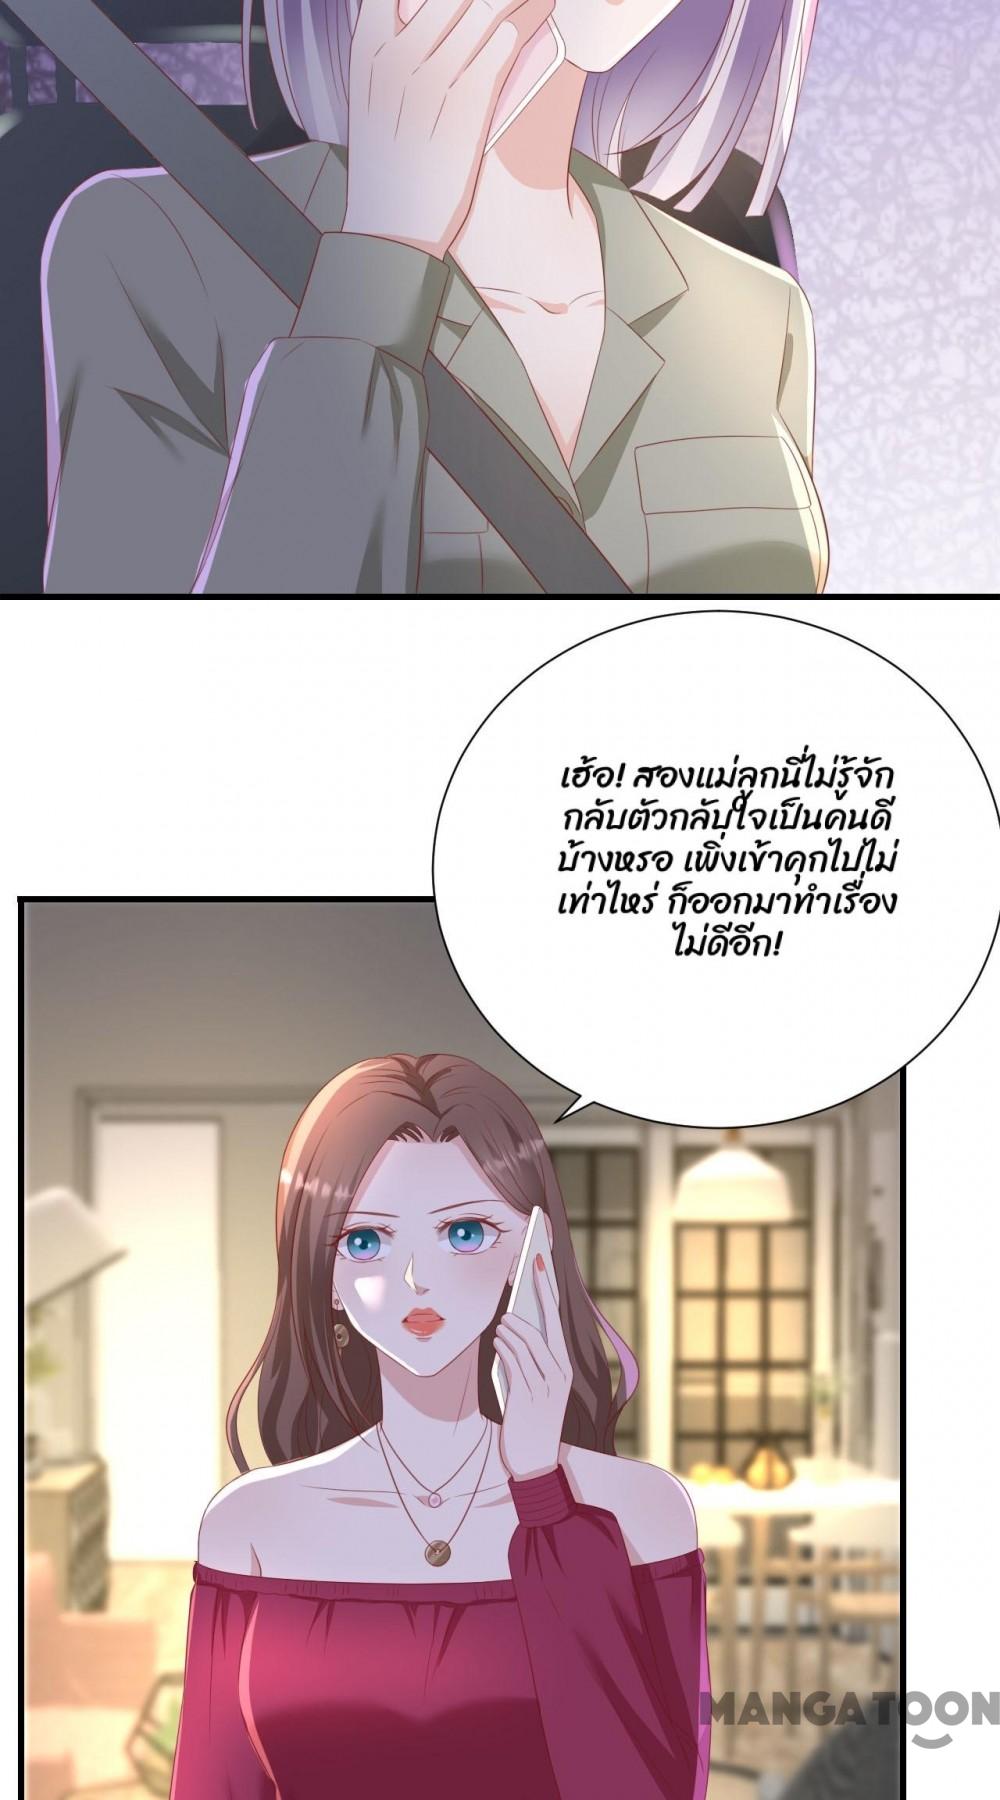 เฮ้อ! สองแม่ลูกนี่ไม่รู้จัก
กลับตัวกลับใจเป็นคนดี
บ้างหรอ เพิ่งเข้าคุกไปไม่
เท่าไหร่ ก็ออกมาทำเรื่อง
ไม่ดีอีก!
MANGATOON